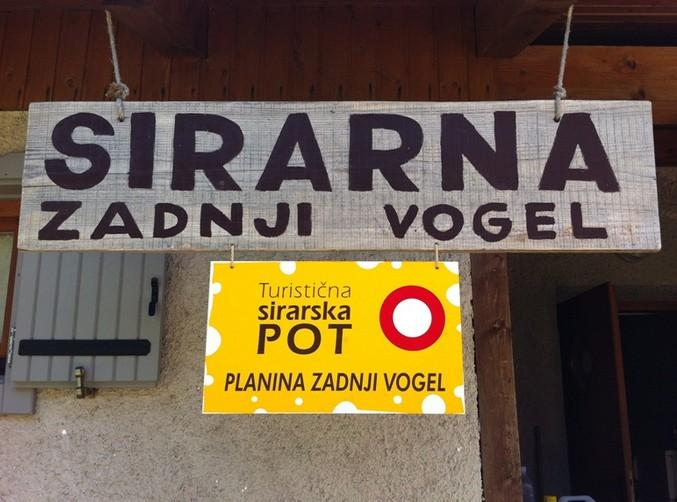 SIRARNA
ZADNJI VOGEL
Turistična
sirarska
POT
PLANINA ZADNJI VOGEL